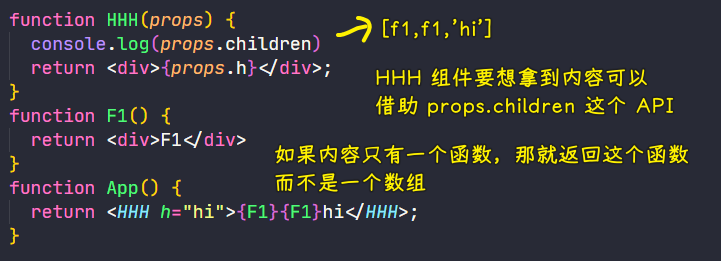 function HHH(props) {
  console.log(props.children)
  return <div>{props.h}</div>;
}
function F1() {
  return <div>F1</div>
}
function App() {
  return <HHH h="hi">{F1}{F1}hi</HHH>;
}
[f1,f1,’hi’]
HHH 组件要想拿到内容可以
借助 props.children 这个 API
如果内容只有一个函数，那就返回这个函数
而不是一个数组